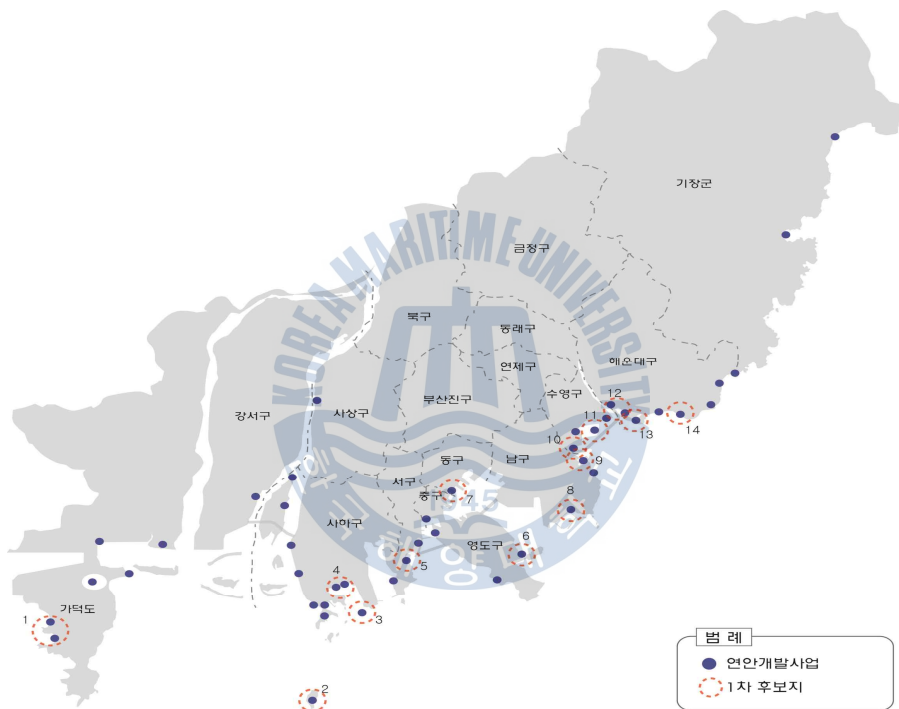 기장군
금정구
북구
동래구
해운대구
연제구
수영구
부산진구
사상구
강서구
동구
남구
서구
중구
사하구
영도구
가덕도
1
2
3
4
5
6
7
8
9
10
11
12
13
14
KOREA MARITIME UNIVERSITY
1945
범 례
연안개발사업
1차 후보지